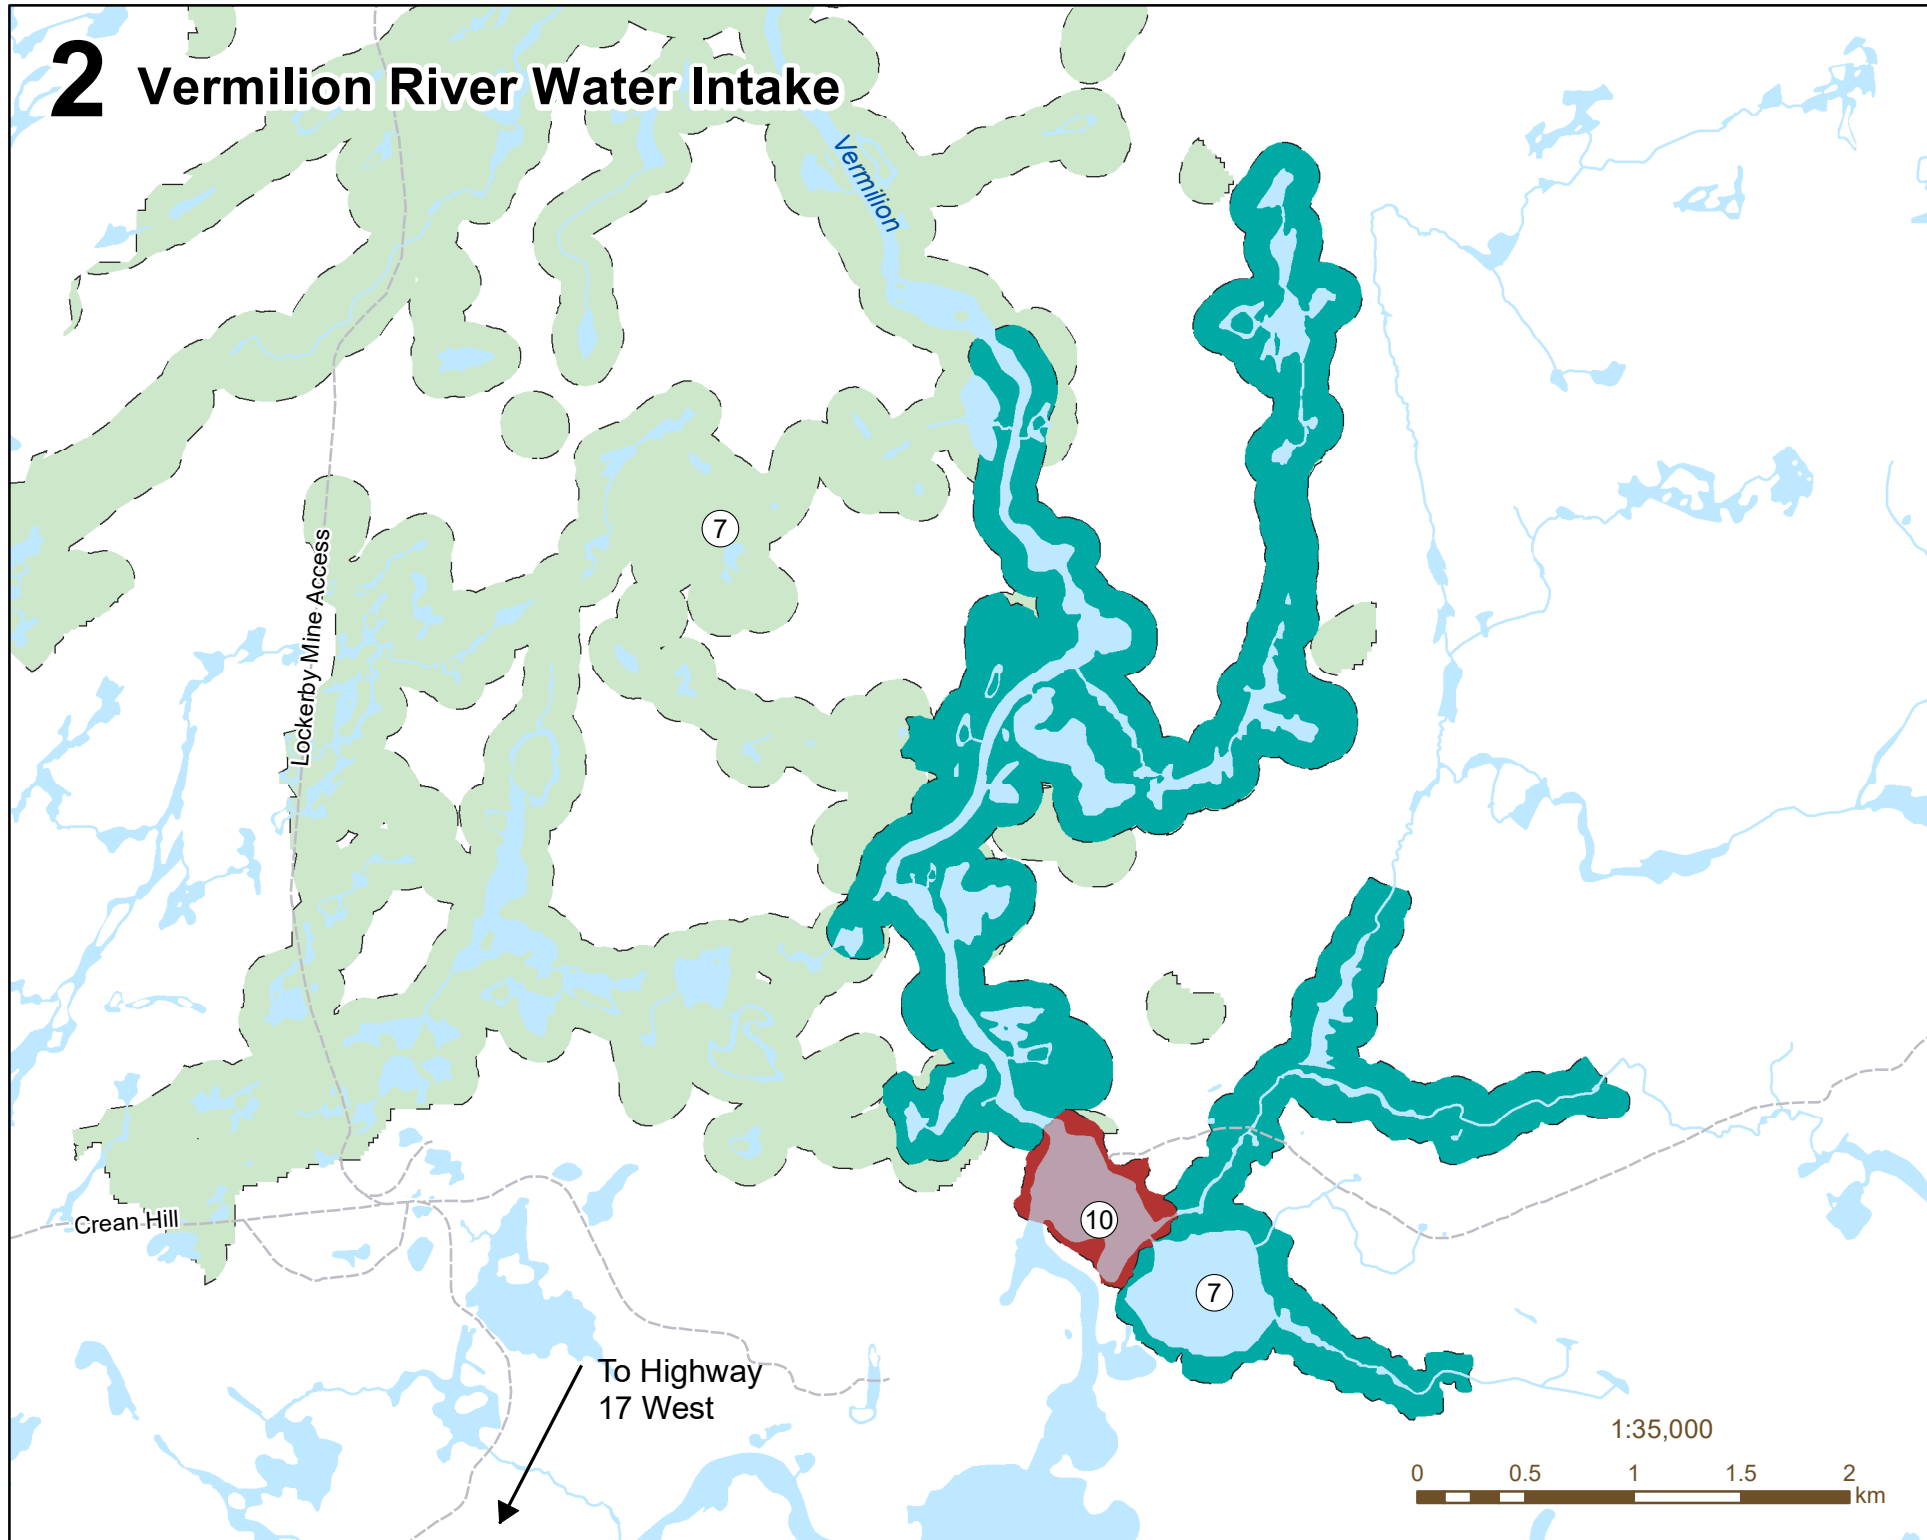 2 Vermilion River Water Intake
Vermilion
7
Lockerby Mine Access
10
Crean Hill
7
To Highway
17 West
1:35,000
0 0.5 1 1.5 2
km